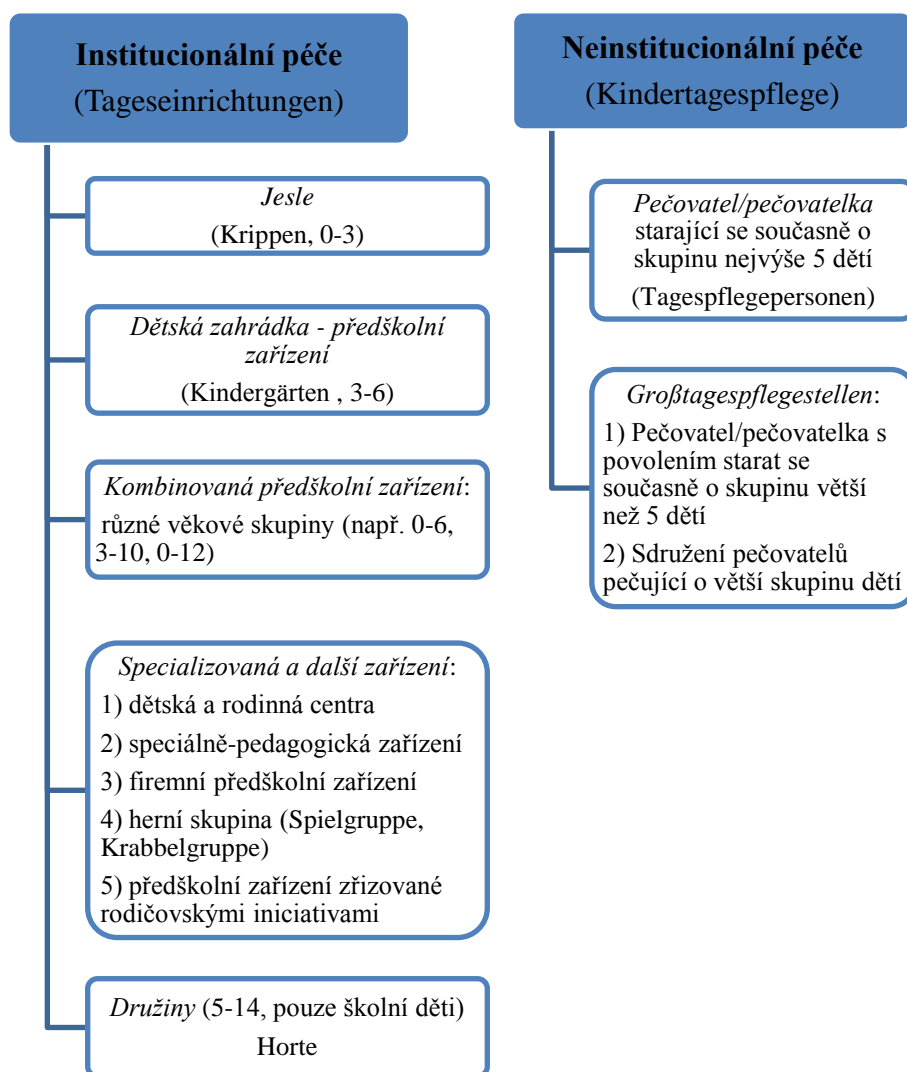 Institucionální péče
(Tageseinrichtungen)
Jesle
(Krippen, 0-3)
Dětská zahrádka - předškolní
zařízení
(Kindergärten , 3-6)
Kombinovaná předškolní zařízení:
různé věkové skupiny (např. 0-6,
3-10, 0-12)
Specializovaná a další zařízení:
1) dětská a rodinná centra
2) speciálně-pedagogická zařízení
3) firemní předškolní zařízení
4) herní skupina (Spielgruppe,
Krabbelgruppe)
5) předškolní zařízení zřizované
rodičovskými iniciativami
Družiny (5-14, pouze školní děti)
Horte
Neinstitucionální péče
(Kindertagespflege)
Pečovatel/pečovatelka
starající se současně o
skupinu nejvýše 5 dětí
(Tagespflegepersonen)
Großtagespflegestellen:
1) Pečovatel/pečovatelka s
povolením starat se
současně o skupinu větší
než 5 dětí
2) Sdružení pečovatelů
pečující o větší skupinu dětí